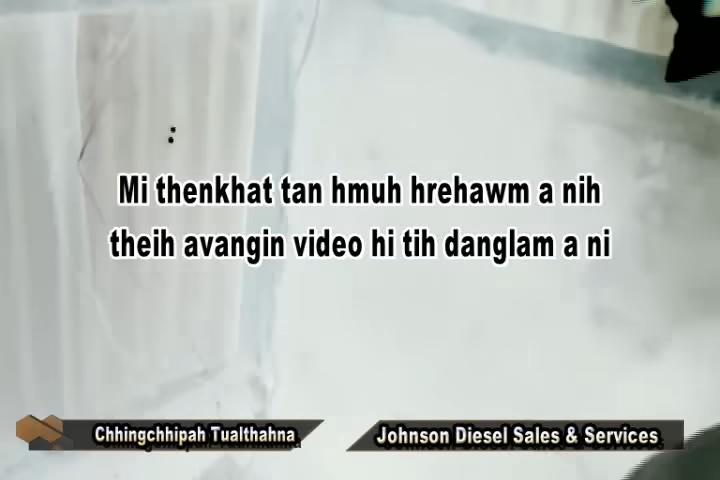 Mi thenkhat tan hmuh hrehawm a nih
theih avangin video hi tih danglam a ni
Chhingchhipah Tualthahna
Johnson Diesel Sales & Services